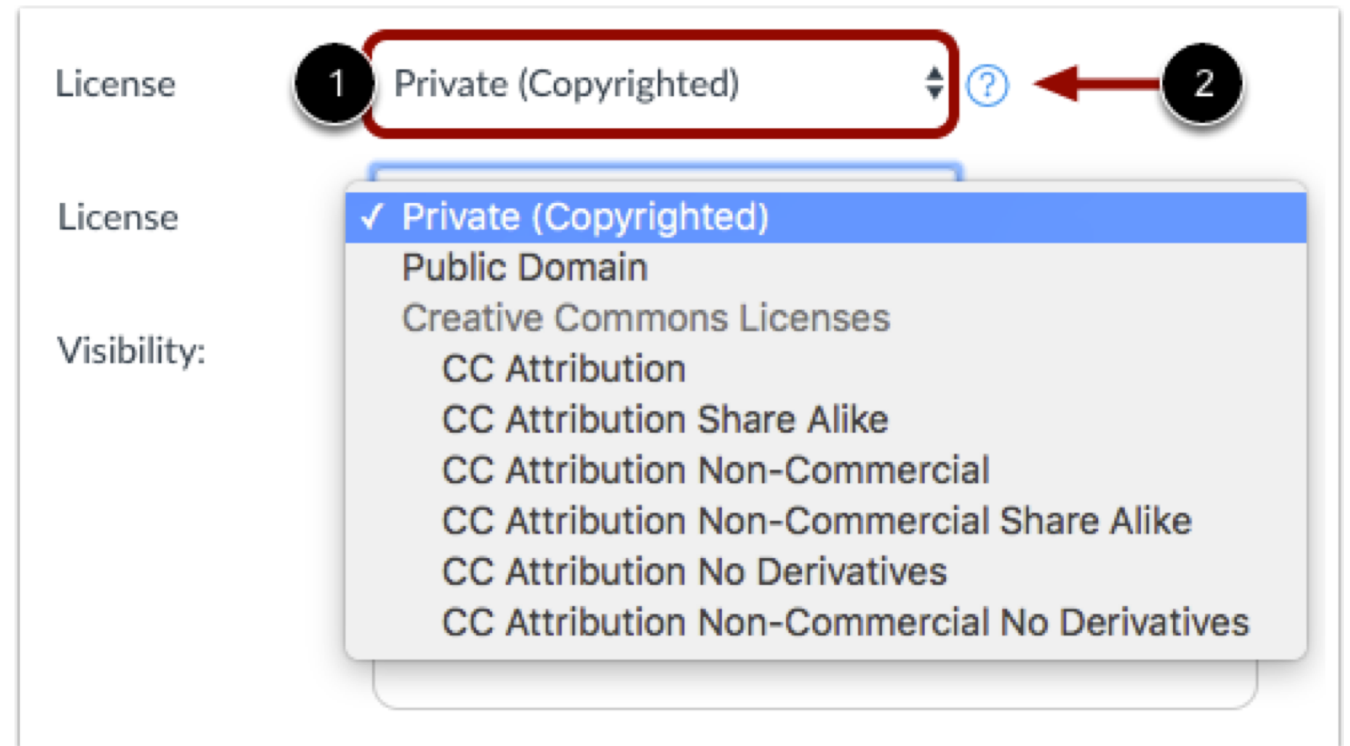 License 1 Private (Copyrighted) ? 2
License ✓ Private (Copyrighted)
Public Domain
Creative Commons Licenses
Visibility: CC Attribution
CC Attribution Share Alike
CC Attribution Non-Commercial
CC Attribution Non-Commercial Share Alike
CC Attribution No Derivatives
CC Attribution Non-Commercial No Derivatives